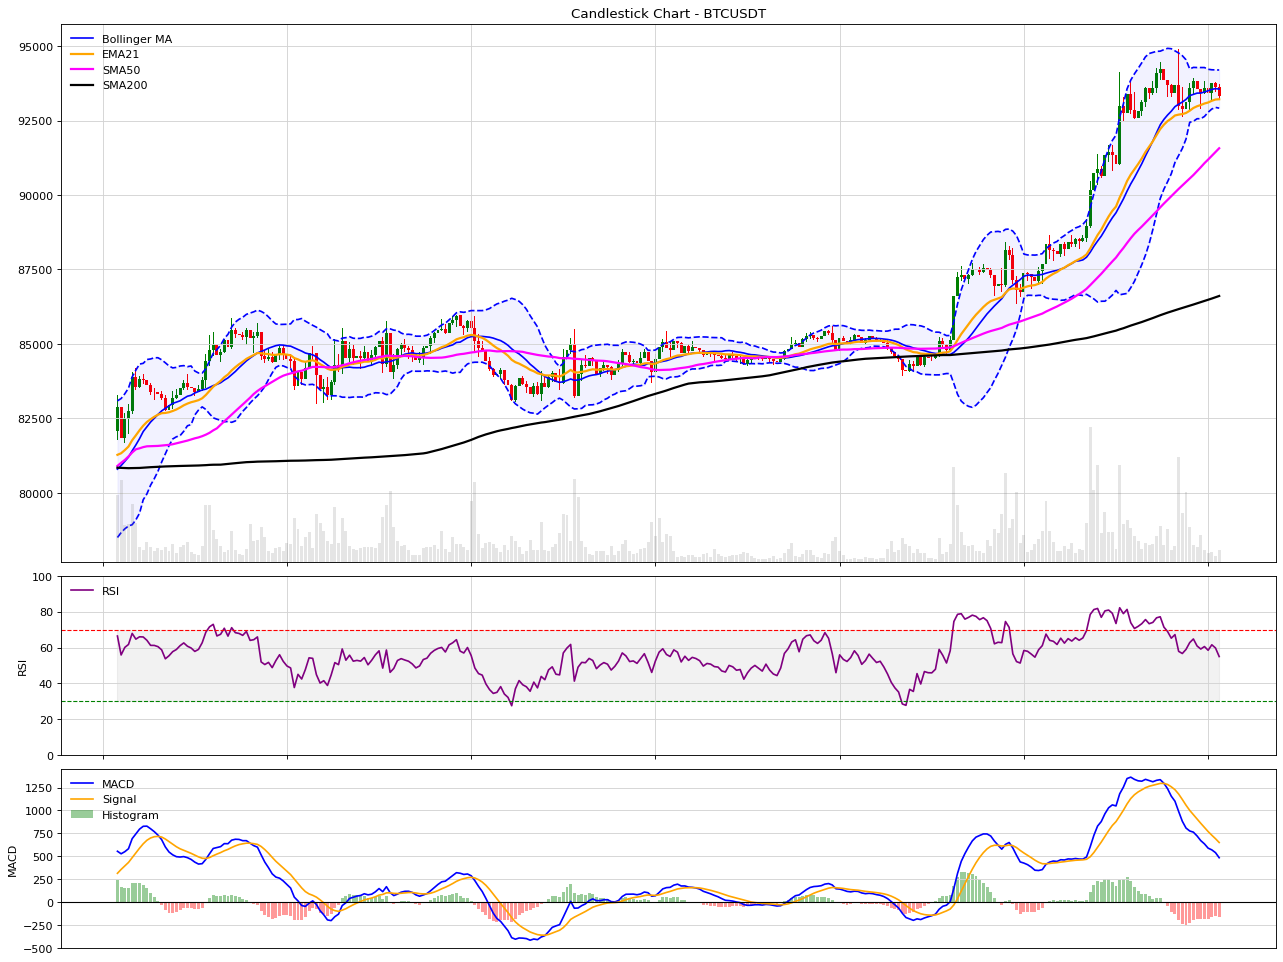 Candlestick Chart - BTCUSDT
Bollinger MA
EMA21
SMA50
SMA200
95000
92500
90000
87500
85000
82500
80000
RSI
RSI
100
80
60
40
20
0
MACD
Signal
Histogram
MACD
1250
1000
750
500
250
0
−250
−500